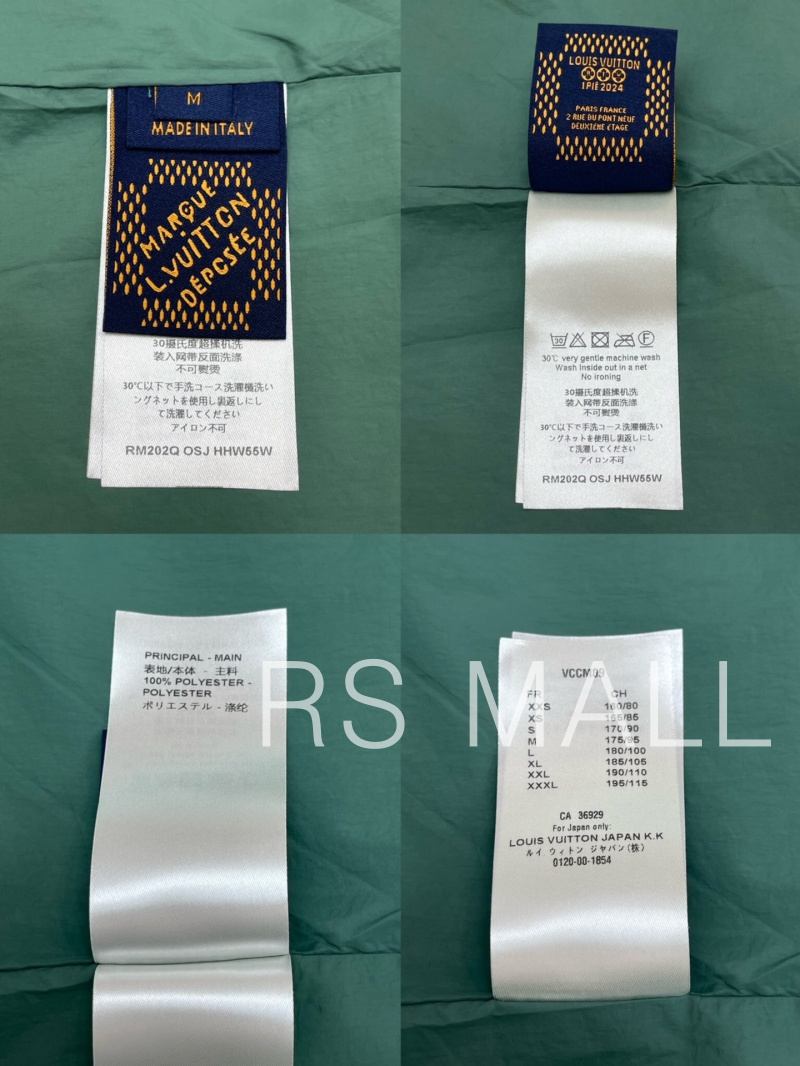 M
MADE IN ITALY
MARQUE
L.VUITTON
DÉPOSÉE
30摄氏度超揉机洗
装入网带反面洗涤
不可熨烫
30℃以下で手洗コース洗濯機洗い
ングネットを使用し裏返しにし
て洗濯してください
アイロン不可
RM202Q OSJ HHW55W
LOUIS VUITTON
1PIÈ2024
PARIS FRANCE
2 RUE DU PONT NEUF
DEUXIÈME ÉTAGE
30 F
30℃ very gentle machine wash
Wash Inside out in a net
No ironing
30摄氏度超揉机洗
装入网带反面洗涤
不可熨烫
30℃以下で手洗コース洗濯機洗い
ングネットを使用し裏返しにし
て洗濯してください
アイロン不可
RM202Q OSJ HHW55W
PRINCIPAL - MAIN
表地/本体 - 主料
100% POLYESTER -
POLYESTER
ポリエステル - 涤纶
VCCM09
FR CH
XXS 160/80
XS 165/85
S 170/90
M 175/95
L 180/100
XL 185/105
XXL 190/110
XXXL 195/115
CA 36929
For Japan only:
LOUIS VUITTON JAPAN K.K
ルイ ヴィトン ジャパン(株)
0120-00-1854
RS MALL